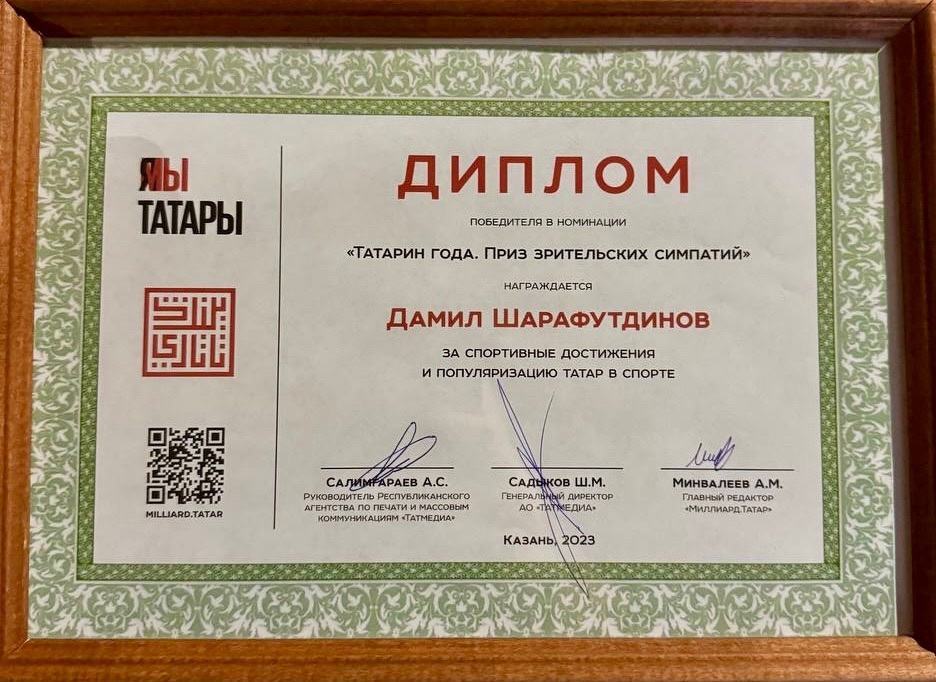 ЯМЫ
ТАТАРЫ
MILLIARD.TATAR
ДИПЛОМ
ПОБЕДИТЕЛЯ В НОМИНАЦИИ
«ТАТАРИН ГОДА. ПРИЗ ЗРИТЕЛЬСКИХ СИМПАТИЙ»
НАГРАЖДАЕТСЯ
ДАМИЛ ШАРАФУТДИНОВ
ЗА СПОРТИВНЫЕ ДОСТИЖЕНИЯ
И ПОПУЛЯРИЗАЦИЮ ТАТАР В СПОРТЕ
САЛИМГАРАЕВ А.С.
РУКОВОДИТЕЛЬ РЕСПУБЛИКАНСКОГО
АГЕНТСТВА ПО ПЕЧАТИ И МАССОВЫМ
КОММУНИКАЦИЯМ «ТАТМЕДИА»
САДЫКОВ Ш.М.
ГЕНЕРАЛЬНЫЙ ДИРЕКТОР
АО «ТАТМЕДИА»
МИНВАЛЕЕВ А.М.
ГЛАВНЫЙ РЕДАКТОР
«МИЛЛИАРД.ТАТАР»
КАЗАНЬ, 2023